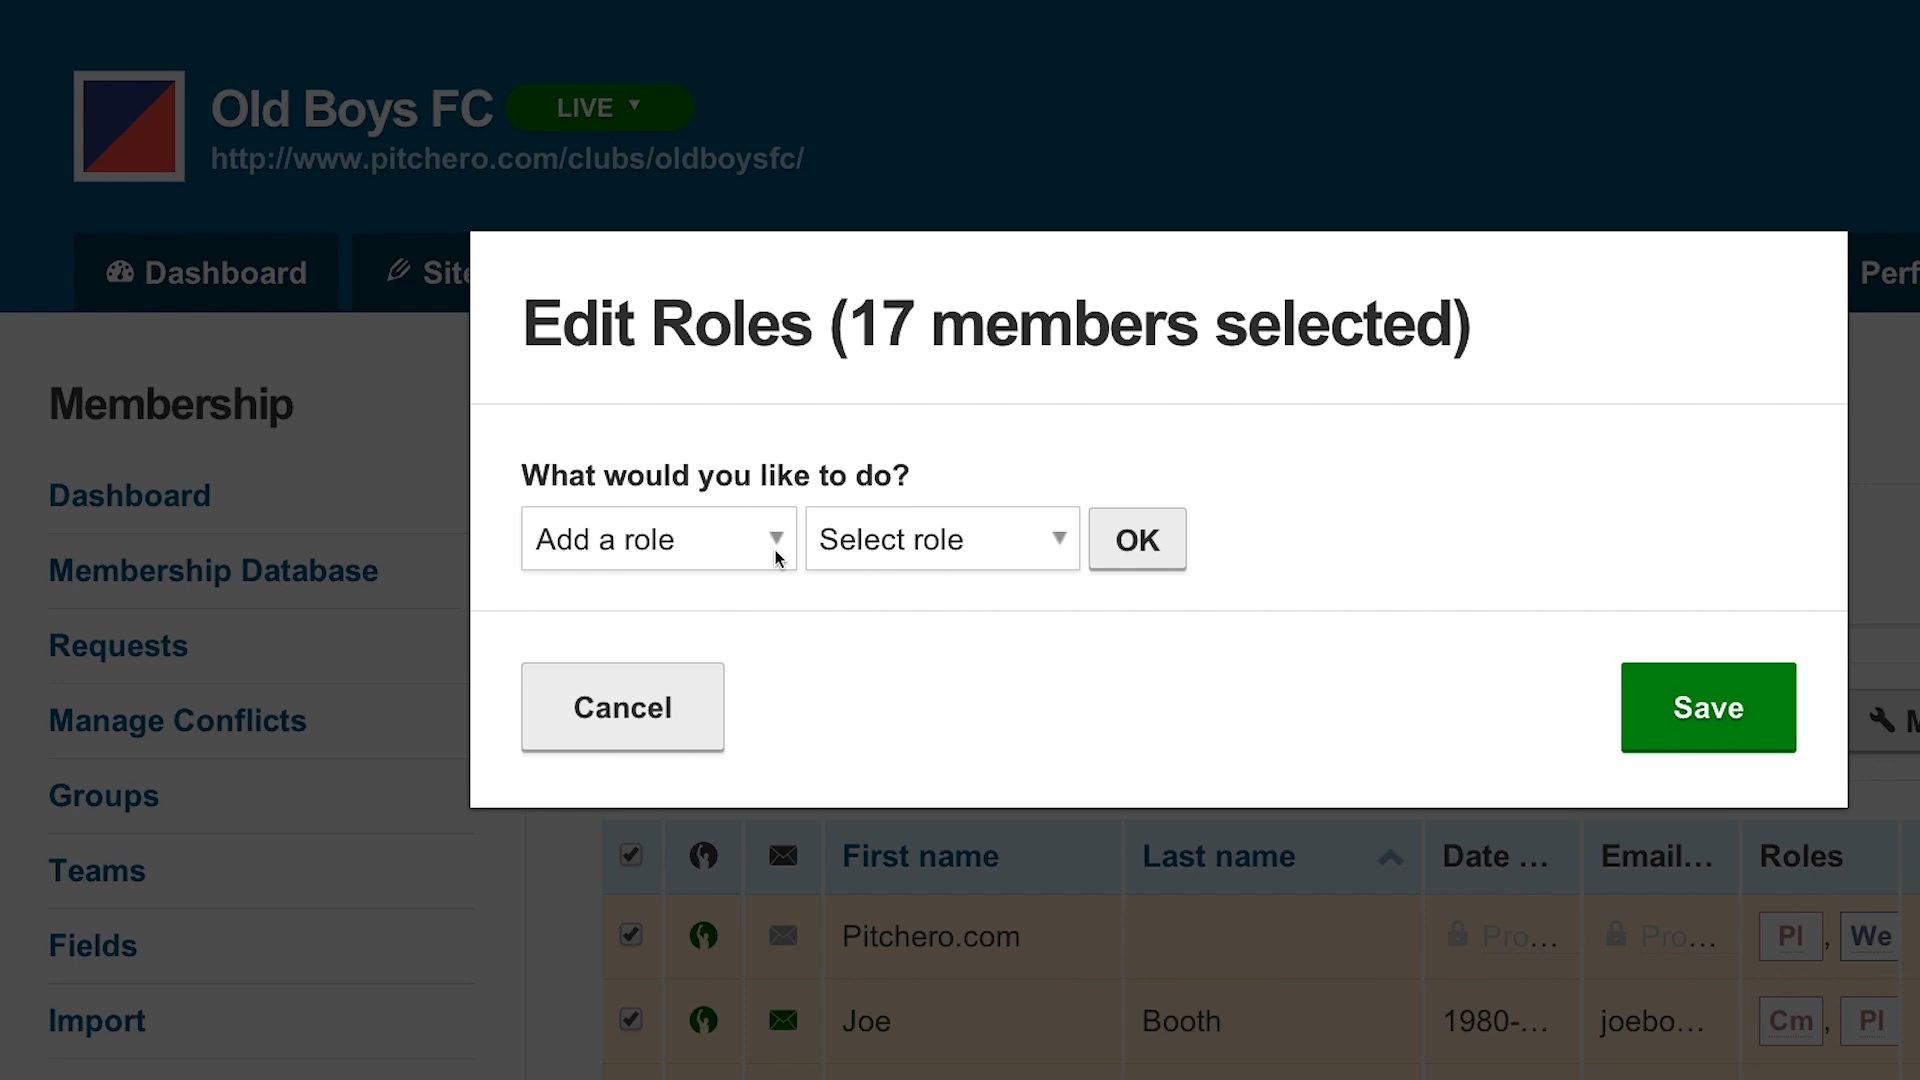 Old Boys FC LIVE
http://www.pitchero.com/clubs/oldboysfc/
Dashboard
Edit Roles (17 members selected)
What would you like to do?
Add a role Select role OK
Cancel Save
Membership
Dashboard
Membership Database
Requests
Manage Conflicts
Groups
Teams
Fields
Import
First name Last name Date ... Email... Roles
Pitchero.com Pro... Pro... Pl , We
Joe Booth 1980-... joebo... Cm , Pl